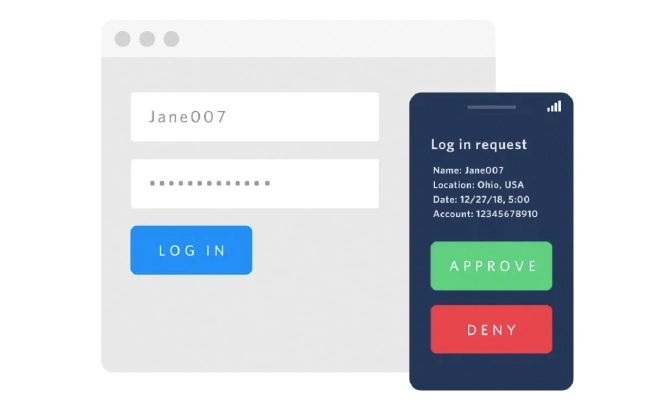 Jane007
•••••••••••••
LOG IN
Log in request
Name: Jane007
Location: Ohio, USA
Date: 12/27/18, 5:00
Account: 12345678910
APPROVE
DENY